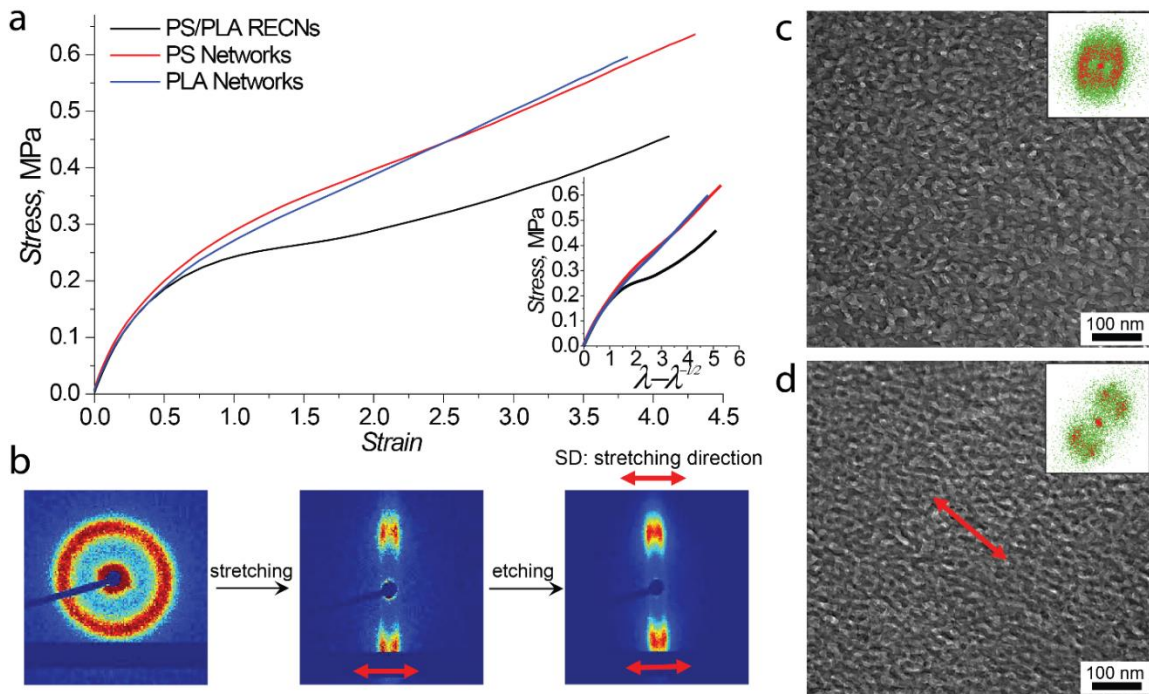 a
PS/PLA RECNs
PS Networks
PLA Networks
0.6
0.5
0.4
0.3
0.2
0.1
0.0
Stress, MPa
0.0 0.5 1.0 1.5 2.0 2.5 3.0 3.5 4.0 4.5
Strain
0.6
0.5
0.4
0.3
0.2
0.1
0.0
Stress, MPa
0 1 2 3 4 5 6
λ−λ^-1/2
b
SD: stretching direction
stretching
etching
c
100 nm
d
100 nm